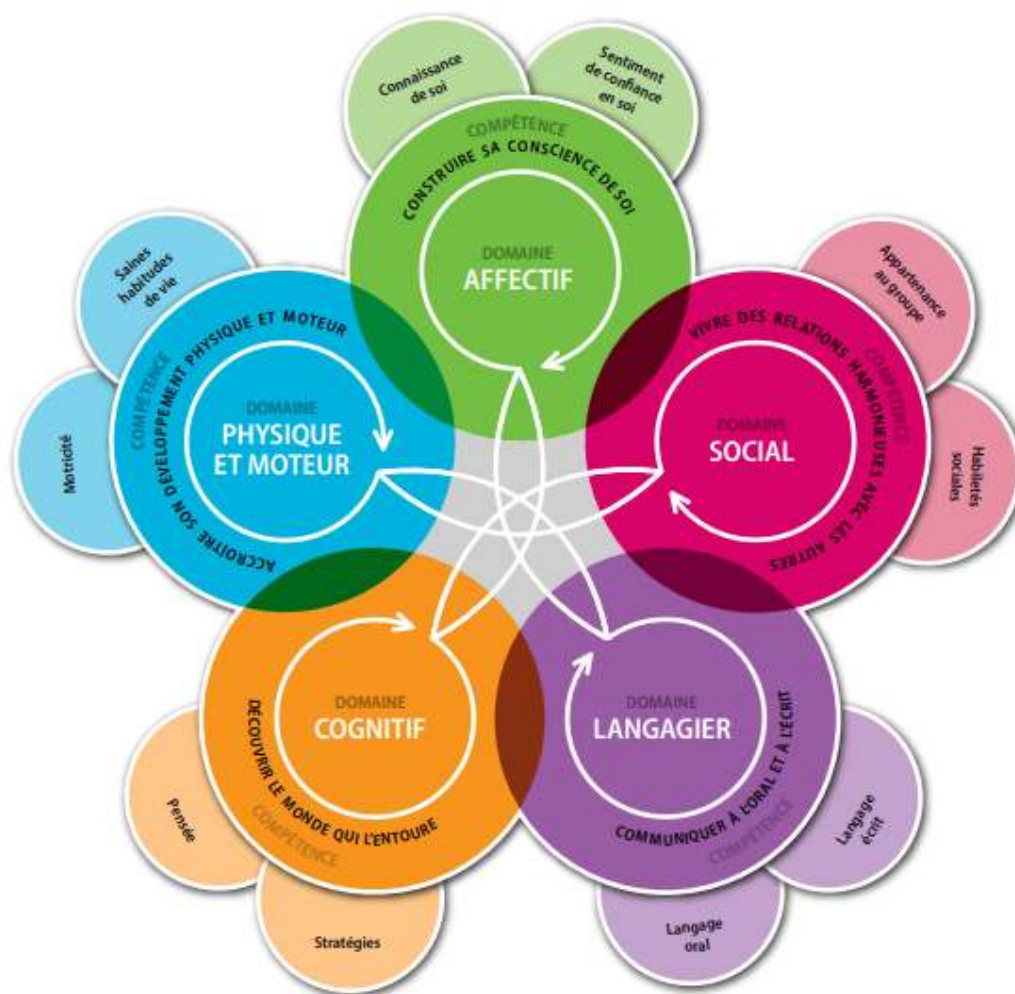 Connaissance
de soi
Sentiment
de confiance
en soi
COMPÉTENCE
CONSTRUIRE SA CONSCIENCE DE SOI
DOMAINE
AFFECTIF
Appartenance
au groupe
Habiletés
sociales
COMPÉTENCE
VIVRE DES RELATIONS HARMONIEUSES AVEC LES AUTRES
DOMAINE
SOCIAL
Saines
habitudes
de vie
Motricité
COMPÉTENCE
ACCROÎTRE SON DÉVELOPPEMENT PHYSIQUE ET MOTEUR
DOMAINE
PHYSIQUE
ET MOTEUR
DOMAINE
COGNITIF
DÉCOUVRIR LE MONDE QUI L'ENTOURE
COMPÉTENCE
Pensée
Stratégies
DOMAINE
LANGAGIER
COMMUNIQUER À L'ORAL ET À L'ÉCRIT
COMPÉTENCE
Langage
écrit
Langage
oral